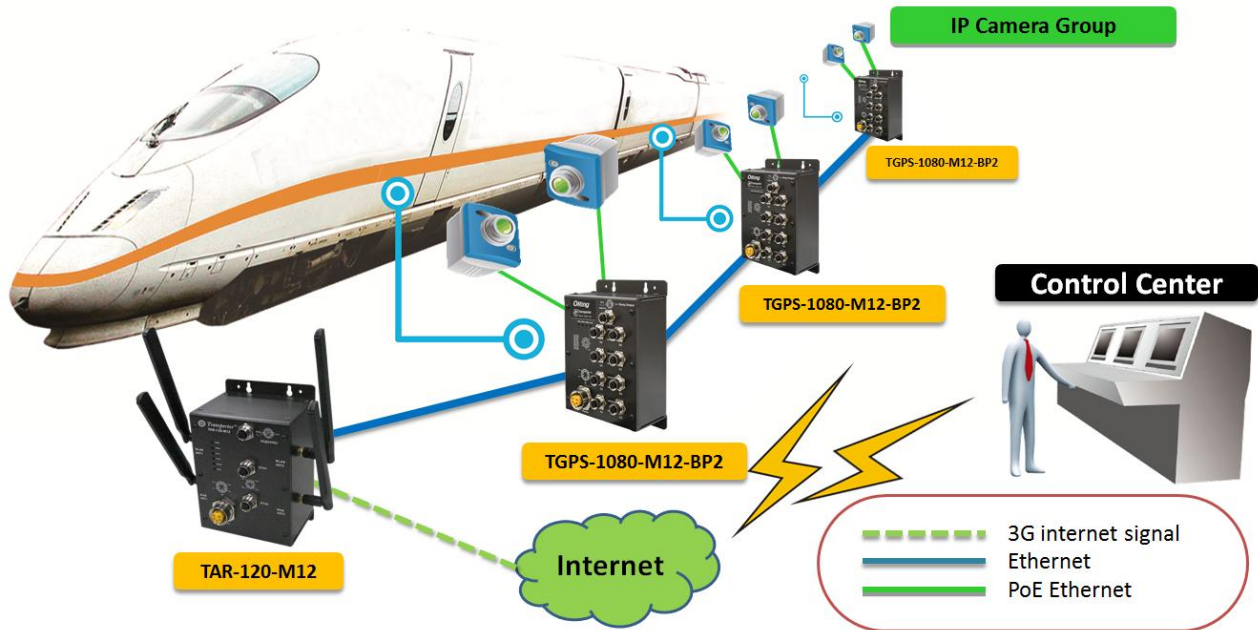 IP Camera Group
TGPS-1080-M12-BP2
TGPS-1080-M12-BP2
Control Center
TGPS-1080-M12-BP2
TAR-120-M12
Internet
3G internet signal
Ethernet
PoE Ethernet